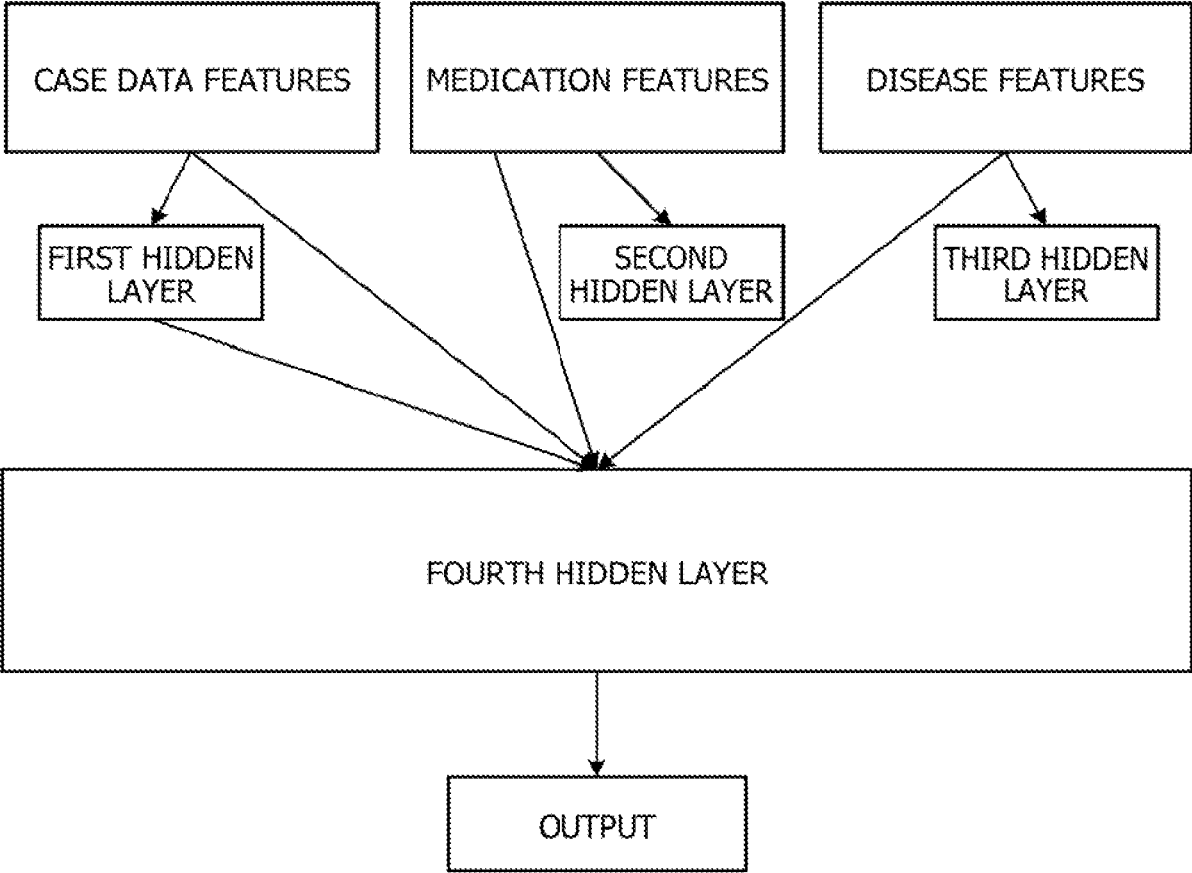 CASE DATA FEATURES
MEDICATION FEATURES
DISEASE FEATURES
FIRST HIDDEN
LAYER
SECOND
HIDDEN LAYER
THIRD HIDDEN
LAYER
FOURTH HIDDEN LAYER
OUTPUT